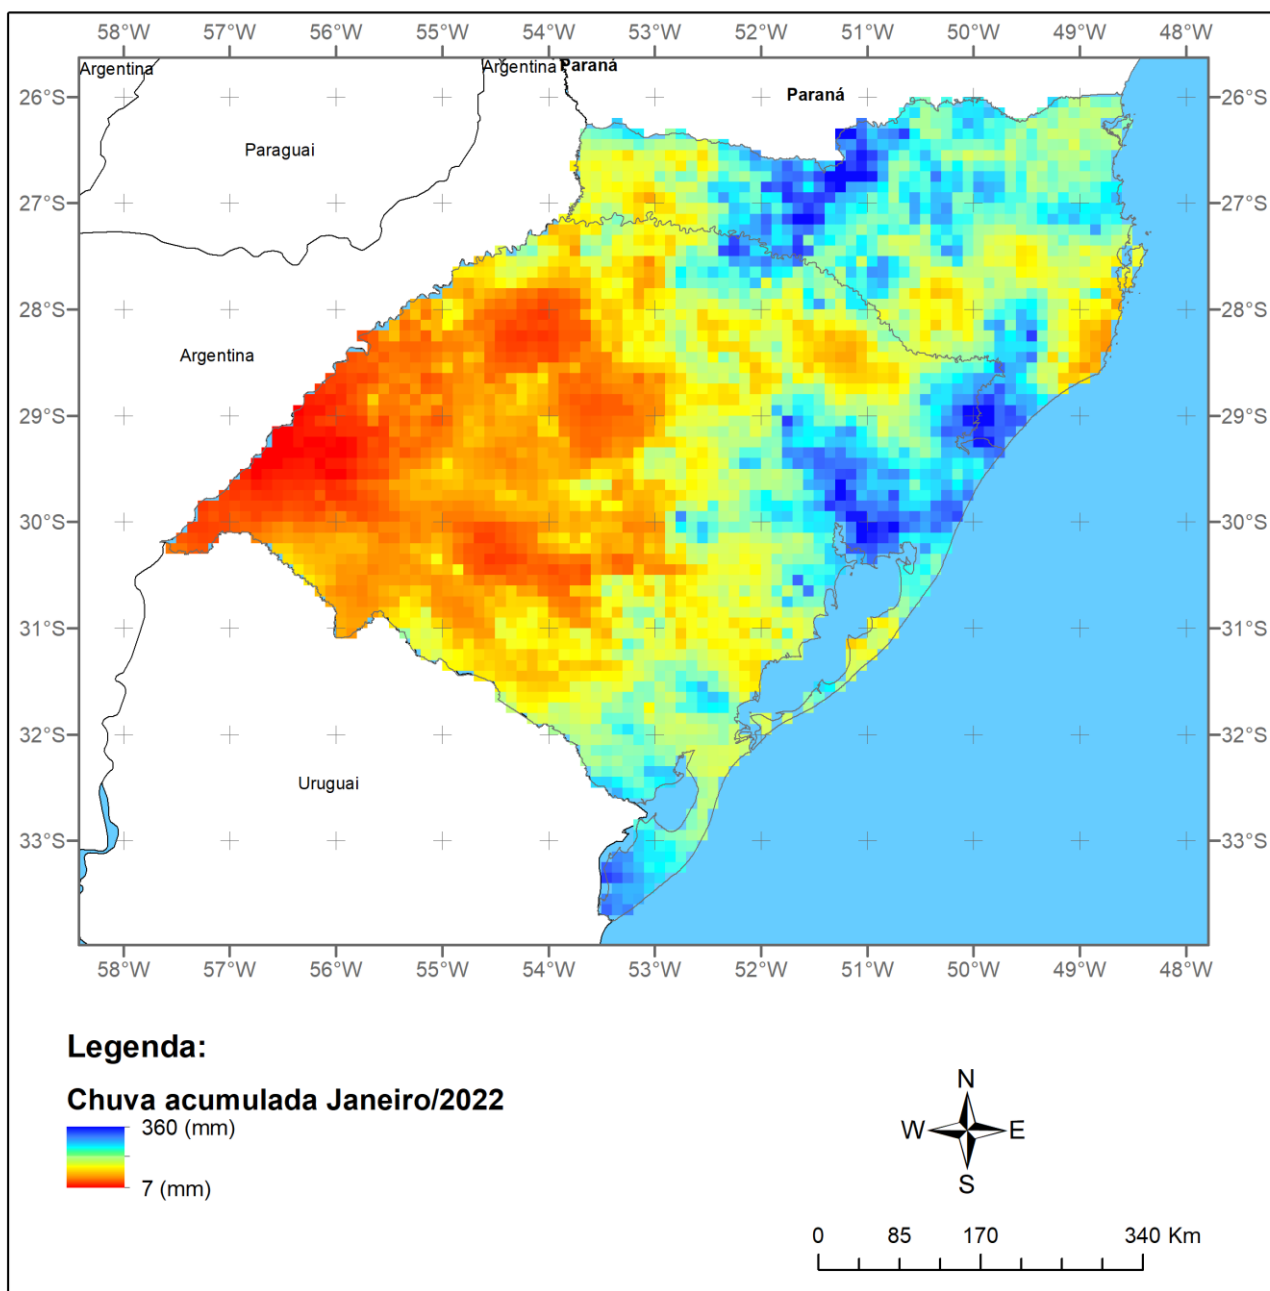 58°W 57°W 56°W 55°W 54°W 53°W 52°W 51°W 50°W 49°W 48°W
Argentina
Argentina
Paraná
Paraná
26°S
26°S
Paraguai
27°S
27°S
28°S
28°S
Argentina
29°S
29°S
30°S
30°S
31°S
31°S
32°S
32°S
Uruguai
33°S
33°S
58°W 57°W 56°W 55°W 54°W 53°W 52°W 51°W 50°W 49°W 48°W
Legenda:
Chuva acumulada Janeiro/2022
360 (mm)
7 (mm)
N
W
E
S
0 85 170 340 Km